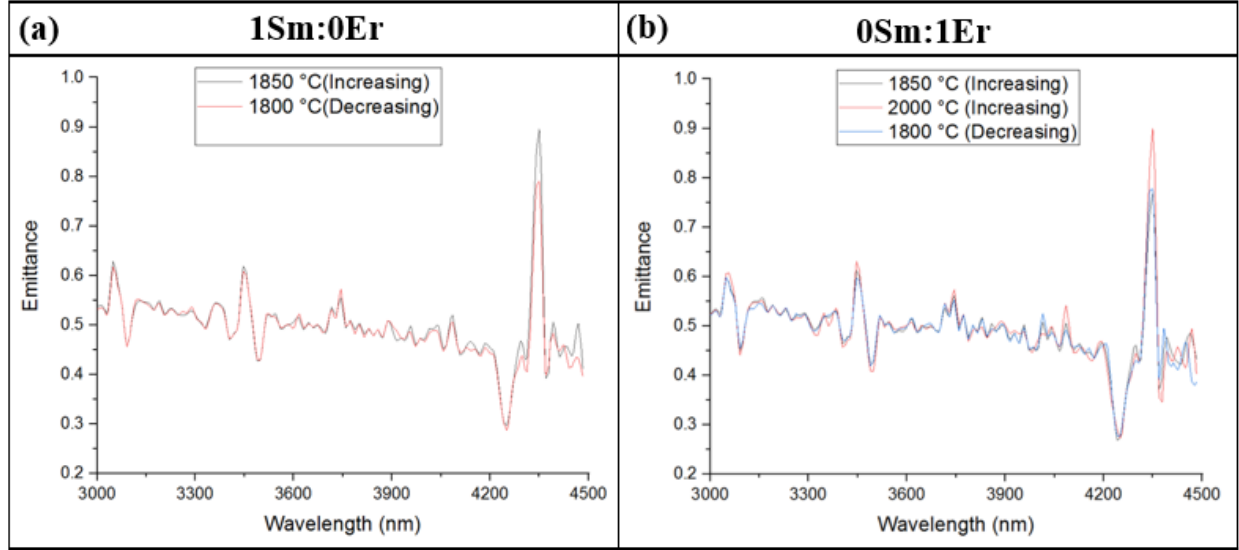 (a) 1Sm:0Er
(b) 0Sm:1Er
1850 °C(Increasing)
1800 °C(Decreasing)
1.0
0.9
0.8
0.7
0.6
0.5
0.4
0.3
0.2
Emittance
3000 3300 3600 3900 4200 4500
Wavelength (nm)
1850 °C (Increasing)
2000 °C (Increasing)
1800 °C (Decreasing)
1.0
0.9
0.8
0.7
0.6
0.5
0.4
0.3
0.2
Emittance
3000 3300 3600 3900 4200 4500
Wavelength (nm)